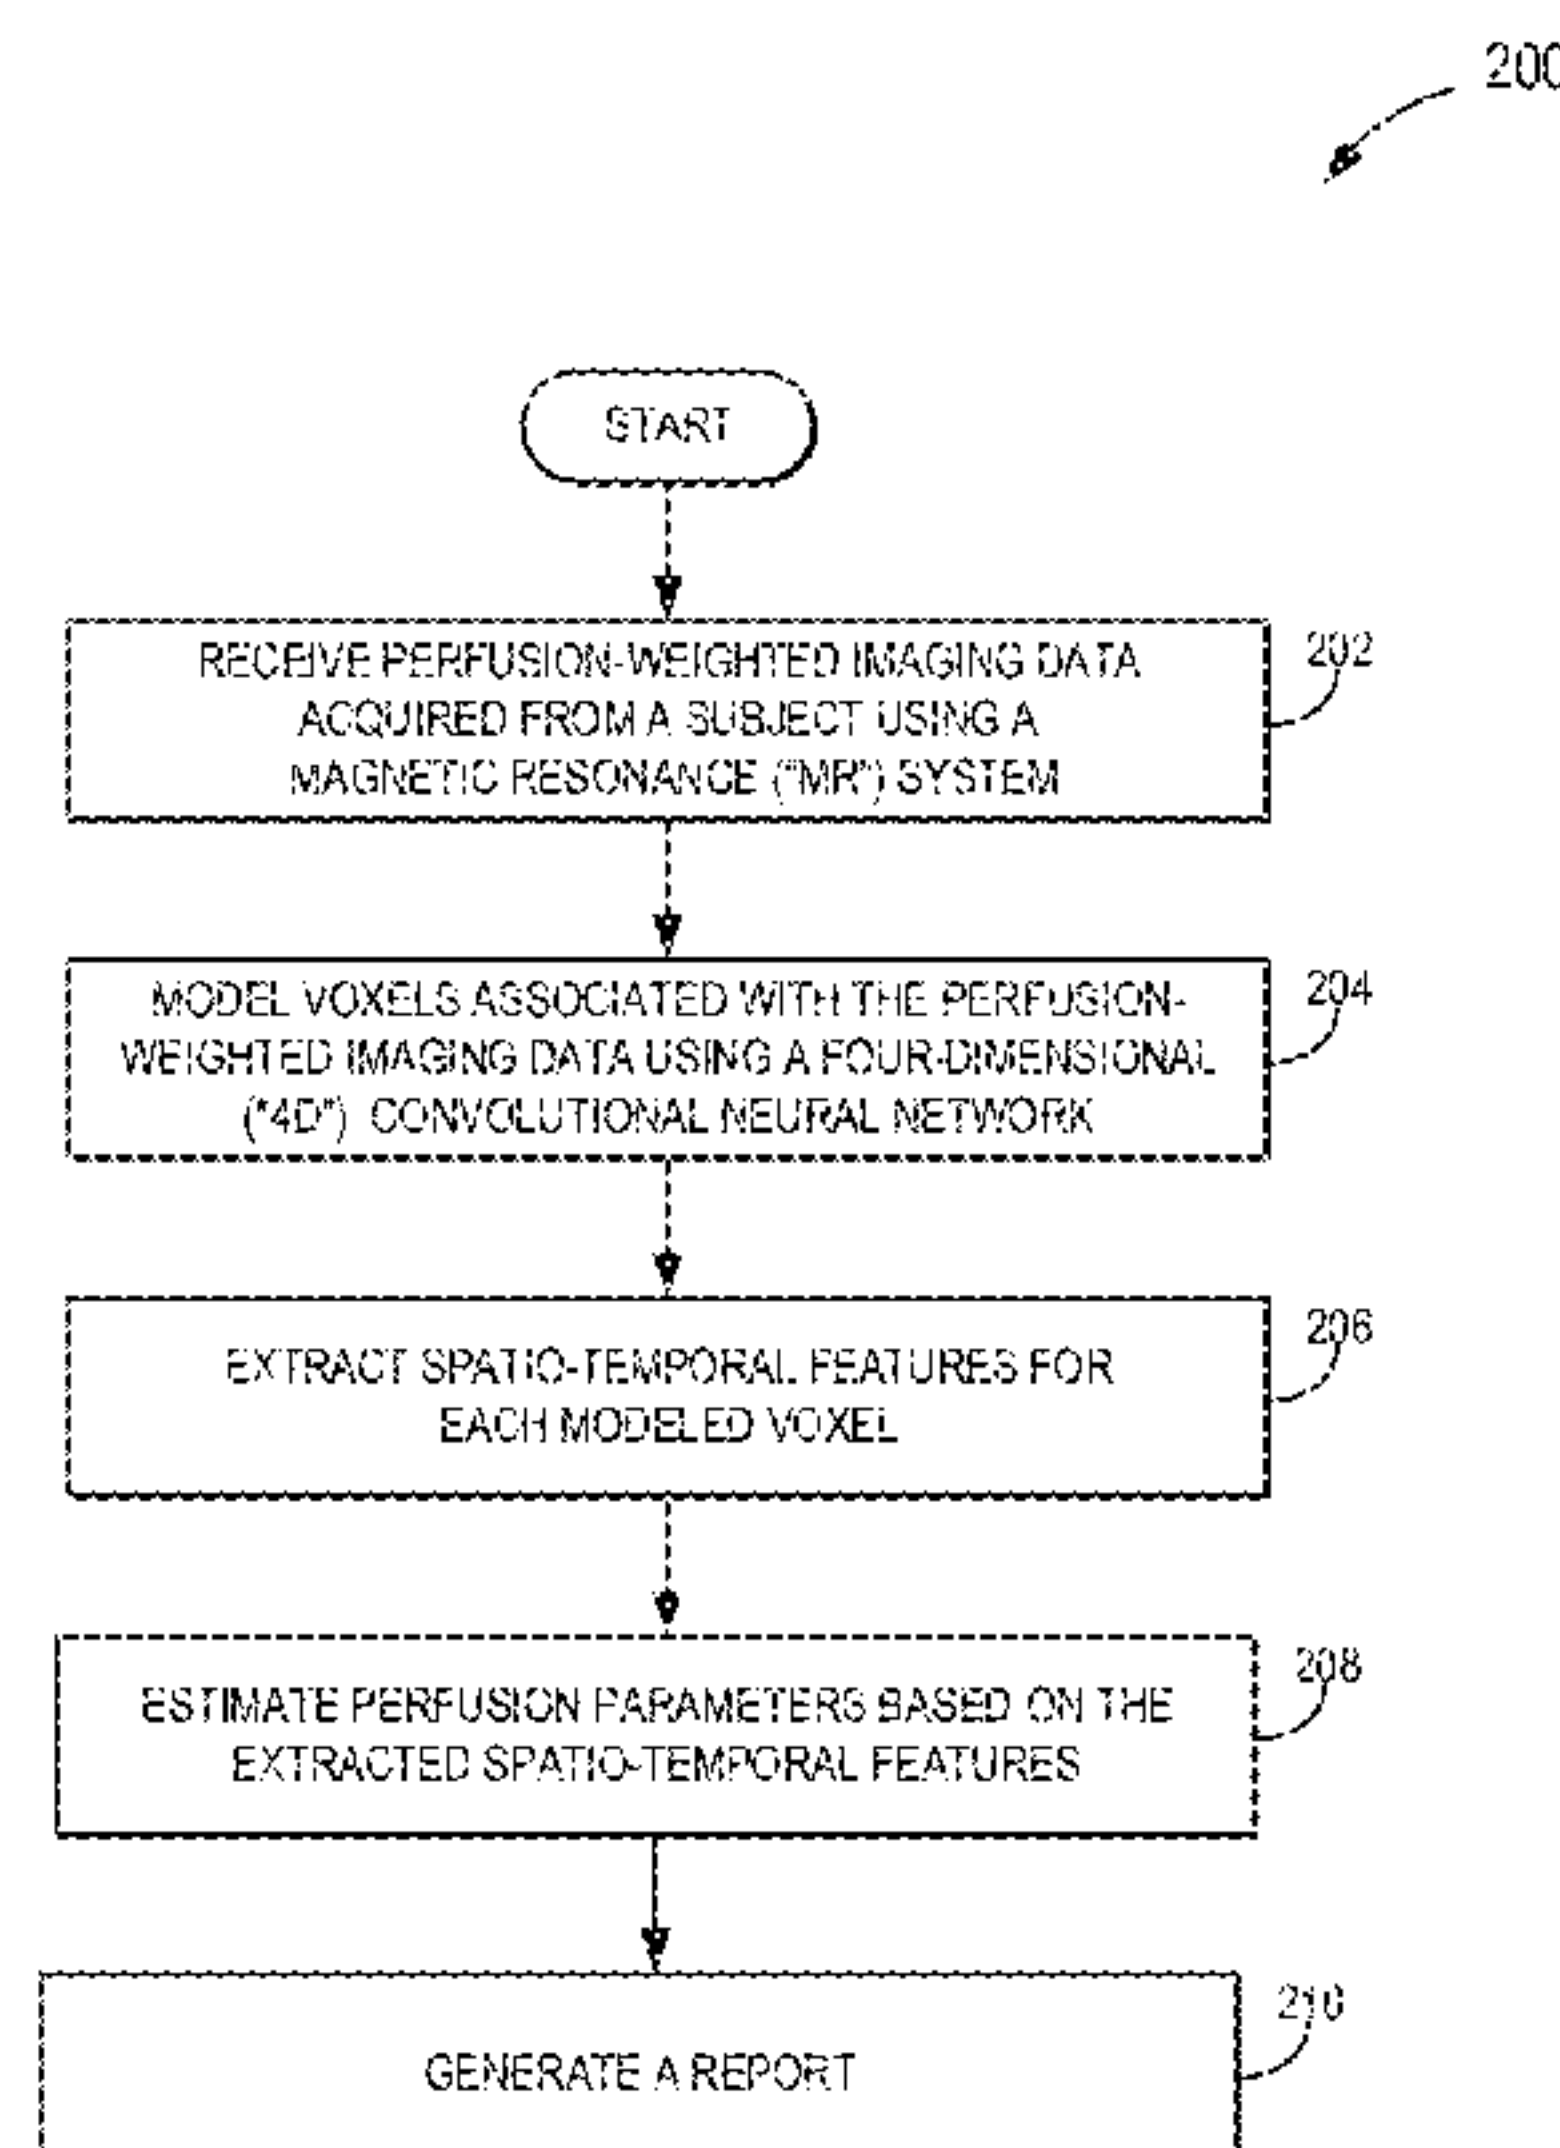 200
START
RECEIVE PERFUSION-WEIGHTED IMAGING DATA
ACQUIRED FROM A SUBJECT USING A
MAGNETIC RESONANCE ("MR") SYSTEM
202
MODEL VOXELS ASSOCIATED WITH THE PERFUSION-
WEIGHTED IMAGING DATA USING A FOUR-DIMENSIONAL
("4D") CONVOLUTIONAL NEURAL NETWORK
204
EXTRACT SPATIO-TEMPORAL FEATURES FOR
EACH MODELED VOXEL
206
ESTIMATE PERFUSION PARAMETERS BASED ON THE
EXTRACTED SPATIO-TEMPORAL FEATURES
208
GENERATE A REPORT
210